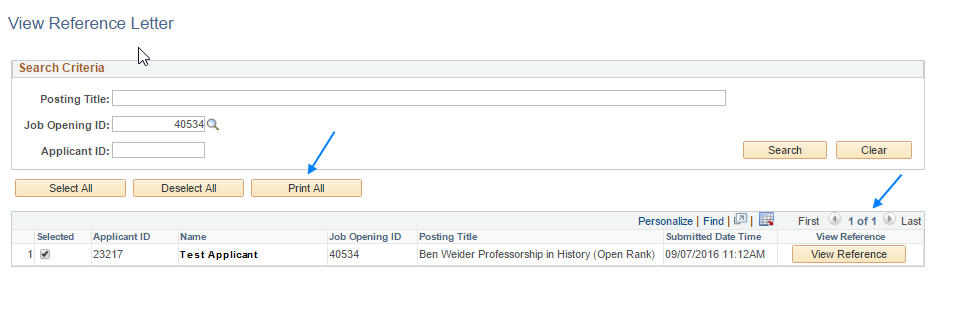 View Reference Letter
Search Criteria
Posting Title:
Job Opening ID: 40534
Applicant ID:
Search Clear
Select All Deselect All Print All
Personalize | Find | | First 1 of 1 Last
Selected Applicant ID Name Job Opening ID Posting Title Submitted Date Time View Reference
1 23217 Test Applicant 40534 Ben Weider Professorship in History (Open Rank) 09/07/2016 11:12AM View Reference